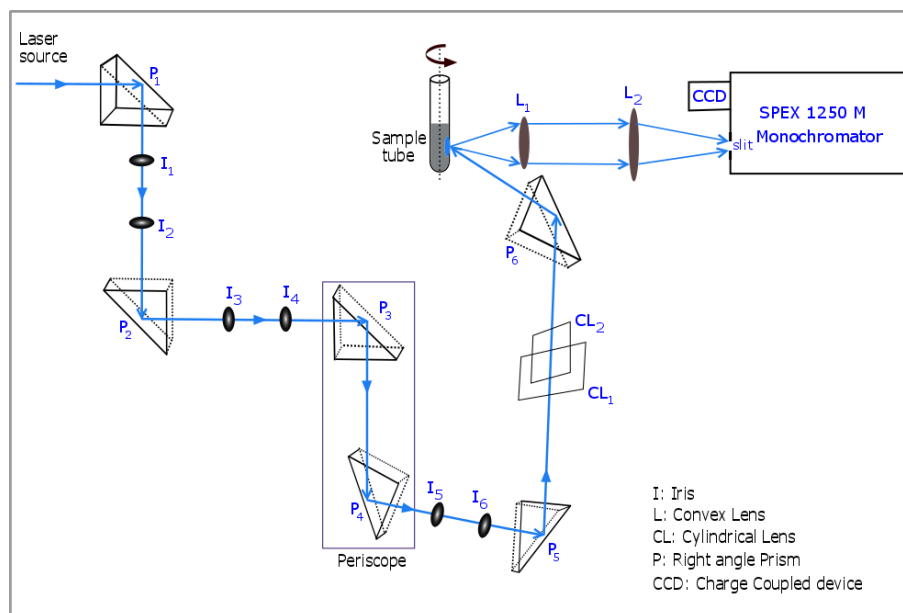 Laser
source
P1
I1
I2
P2
I3
I4
P3
P4
Periscope
I5
I6
P5
CL2
CL1
P6
Sample
tube
L1
L2
CCD
SPEX 1250 M
Monochromator
slit
I: Iris
L: Convex Lens
CL: Cylindrical Lens
P: Right angle Prism
CCD: Charge Coupled device